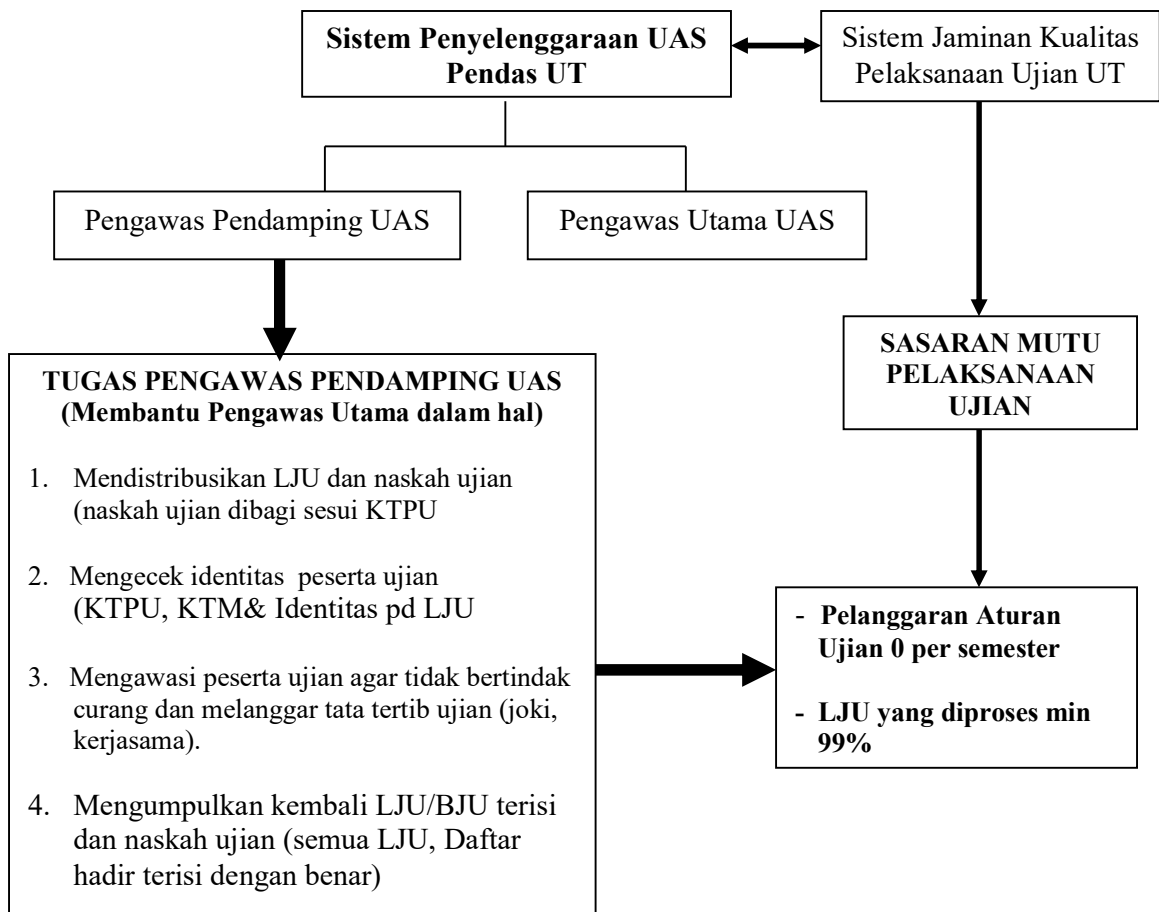 Sistem Penyelenggaraan UAS
Pendas UT
Sistem Jaminan Kualitas
Pelaksanaan Ujian UT
Pengawas Pendamping UAS
Pengawas Utama UAS
TUGAS PENGAWAS PENDAMPING UAS
(Membantu Pengawas Utama dalam hal)
1. Mendistribusikan LJU dan naskah ujian
(naskah ujian dibagi sesui KTPU
2. Mengecek identitas peserta ujian
(KTPU, KTM& Identitas pd LJU
3. Mengawasi peserta ujian agar tidak bertindak
curang dan melanggar tata tertib ujian (joki,
kerjasama).
4. Mengumpulkan kembali LJU/BJU terisi
dan naskah ujian (semua LJU, Daftar
hadir terisi dengan benar)
SASARAN MUTU
PELAKSANAAN
UJIAN
- Pelanggaran Aturan
Ujian 0 per semester
- LJU yang diproses min
99%